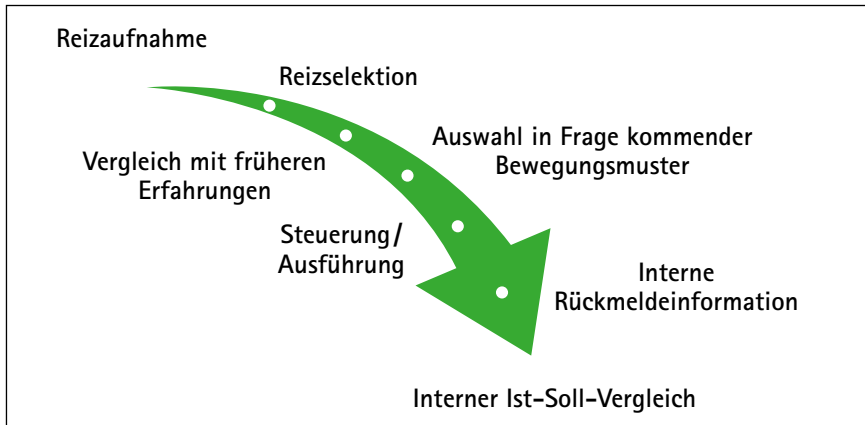 Reizaufnahme
Reizselektion
Vergleich mit früheren
Erfahrungen
Auswahl in Frage kommender
Bewegungsmuster
Steuerung/
Ausführung
Interne
Rückmeldeinformation
Interner Ist-Soll-Vergleich